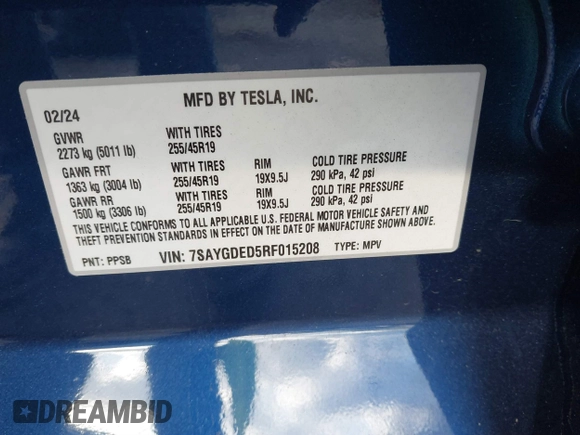 MFD BY TESLA, INC.
02/24
GVWR WITH TIRES
2273 kg (5011 lb) 255/45R19
GAWR FRT WITH TIRES RIM COLD TIRE PRESSURE
1363 kg (3004 lb) 255/45R19 19X9.5J 290 kPa, 42 psi
GAWR RR WITH TIRES RIM COLD TIRE PRESSURE
1500 kg (3306 lb) 255/45R19 19X9.5J 290 kPa, 42 psi
THIS VEHICLE CONFORMS TO ALL APPLICABLE U.S. FEDERAL MOTOR VEHICLE SAFETY AND
THEFT PREVENTION STANDARDS IN EFFECT ON THE DATE OF MANUFACTURE SHOWN ABOVE.
PNT: PPSB VIN: 7SAYGDED5RF015208 TYPE: MPV
DREAMBID